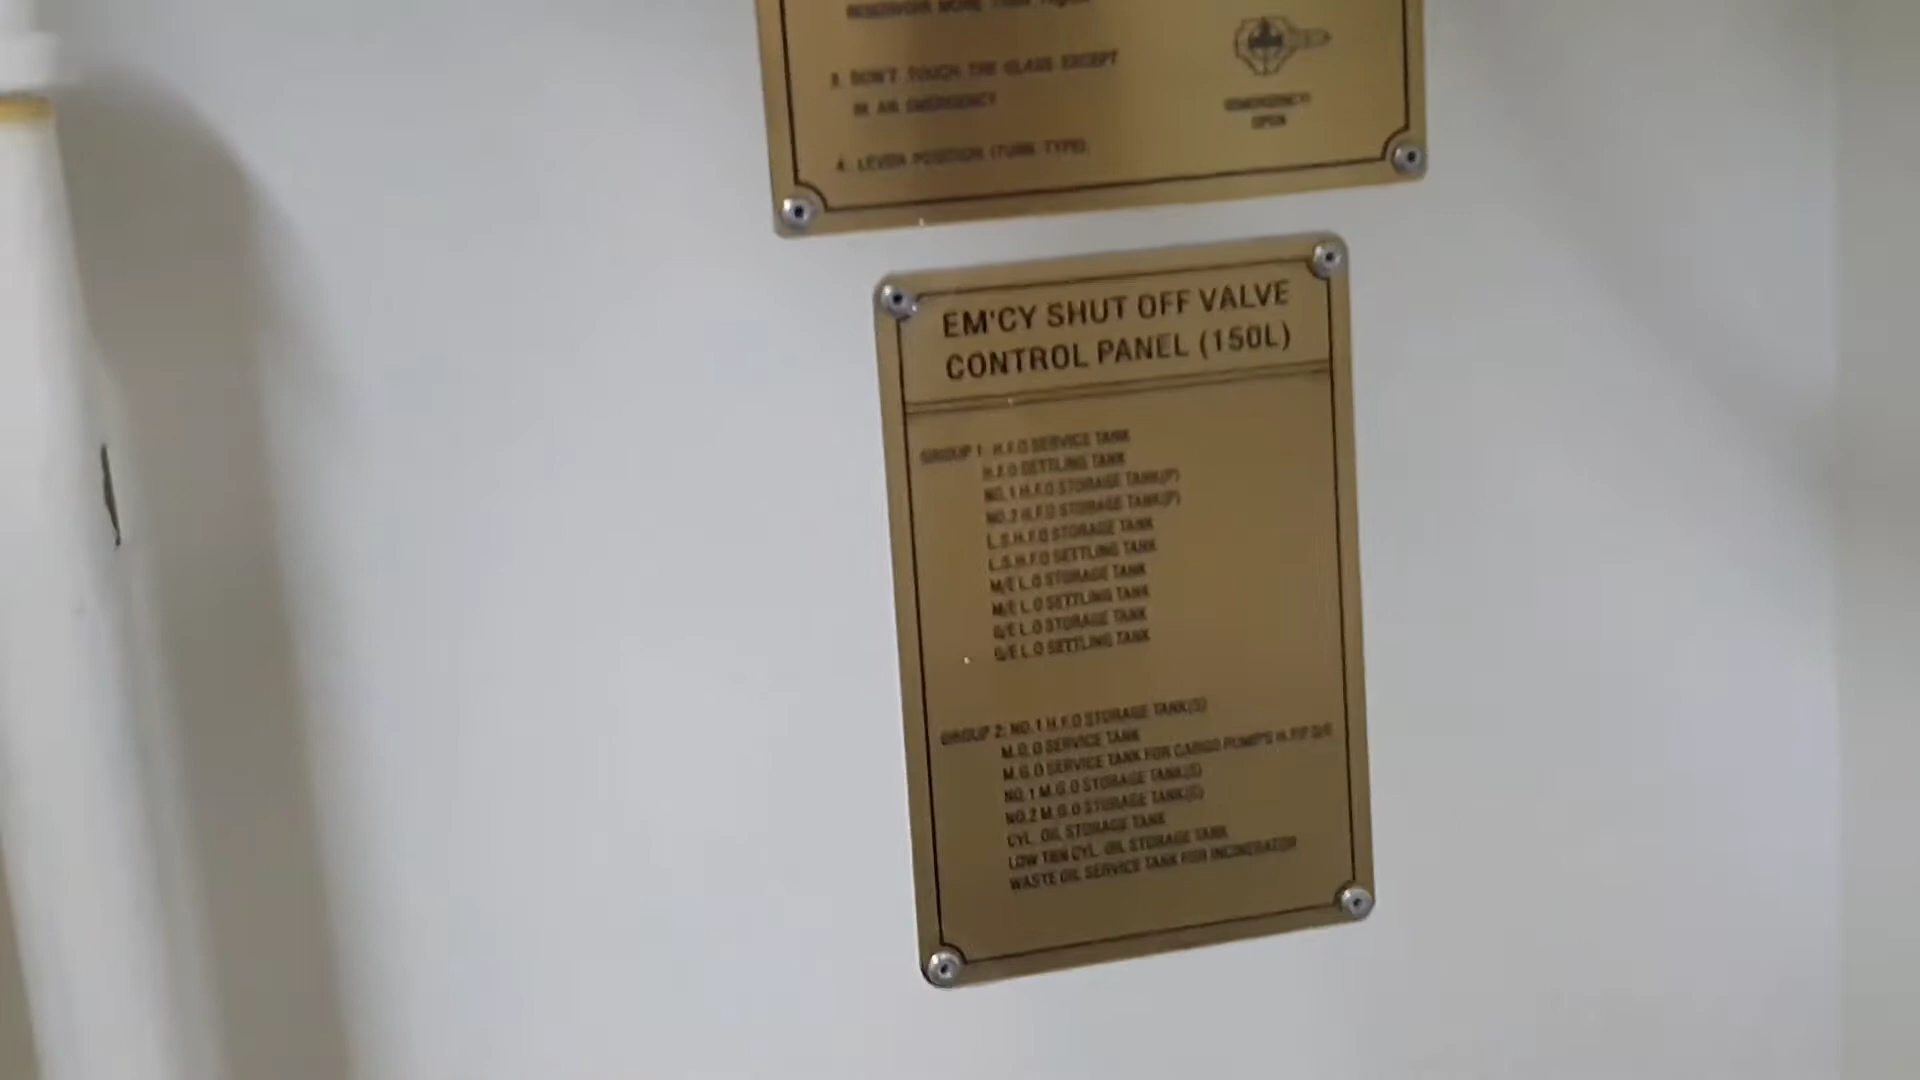 RESERVOIR MORE THAN
3. DON'T TOUCH THE GLASS EXCEPT
IN AN EMERGENCY
4. LEVER POSITION (TURN TYPE)
(EMERGENCY)
OPEN
EM'CY SHUT OFF VALVE
CONTROL PANEL (150L)
GROUP 1: H.F.O SERVICE TANK
H.F.O SETTLING TANK
NO.1 H.F.O STORAGE TANK(P)
NO.2 H.F.O STORAGE TANK(P)
L.S.H.F.O STORAGE TANK
L.S.H.F.O SETTLING TANK
M/E L.O STORAGE TANK
M/E L.O SETTLING TANK
G/E L.O STORAGE TANK
G/E L.O SETTLING TANK
GROUP 2: NO.1 H.F.O STORAGE TANK(S)
M.G.O SERVICE TANK
M.G.O SERVICE TANK FOR CARGO PUMPS H.P.P D/E
NO.1 M.G.O STORAGE TANK(S)
NO.2 M.G.O STORAGE TANK(S)
CYL. OIL STORAGE TANK
LOW TBN CYL. OIL STORAGE TANK
WASTE OIL SERVICE TANK FOR INCINERATOR